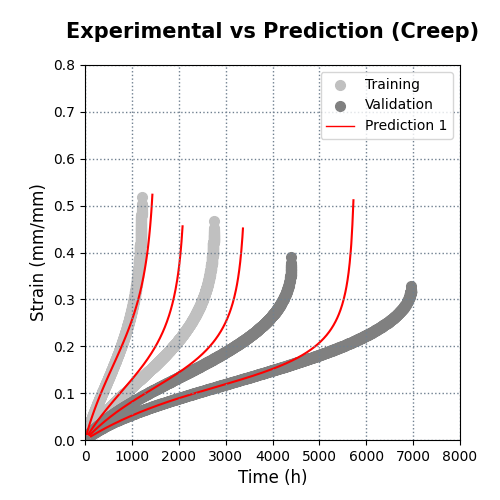 Experimental vs Prediction (Creep)
Training
Validation
Prediction 1
Strain (mm/mm)
0.8
0.7
0.6
0.5
0.4
0.3
0.2
0.1
0.0
0 1000 2000 3000 4000 5000 6000 7000 8000
Time (h)